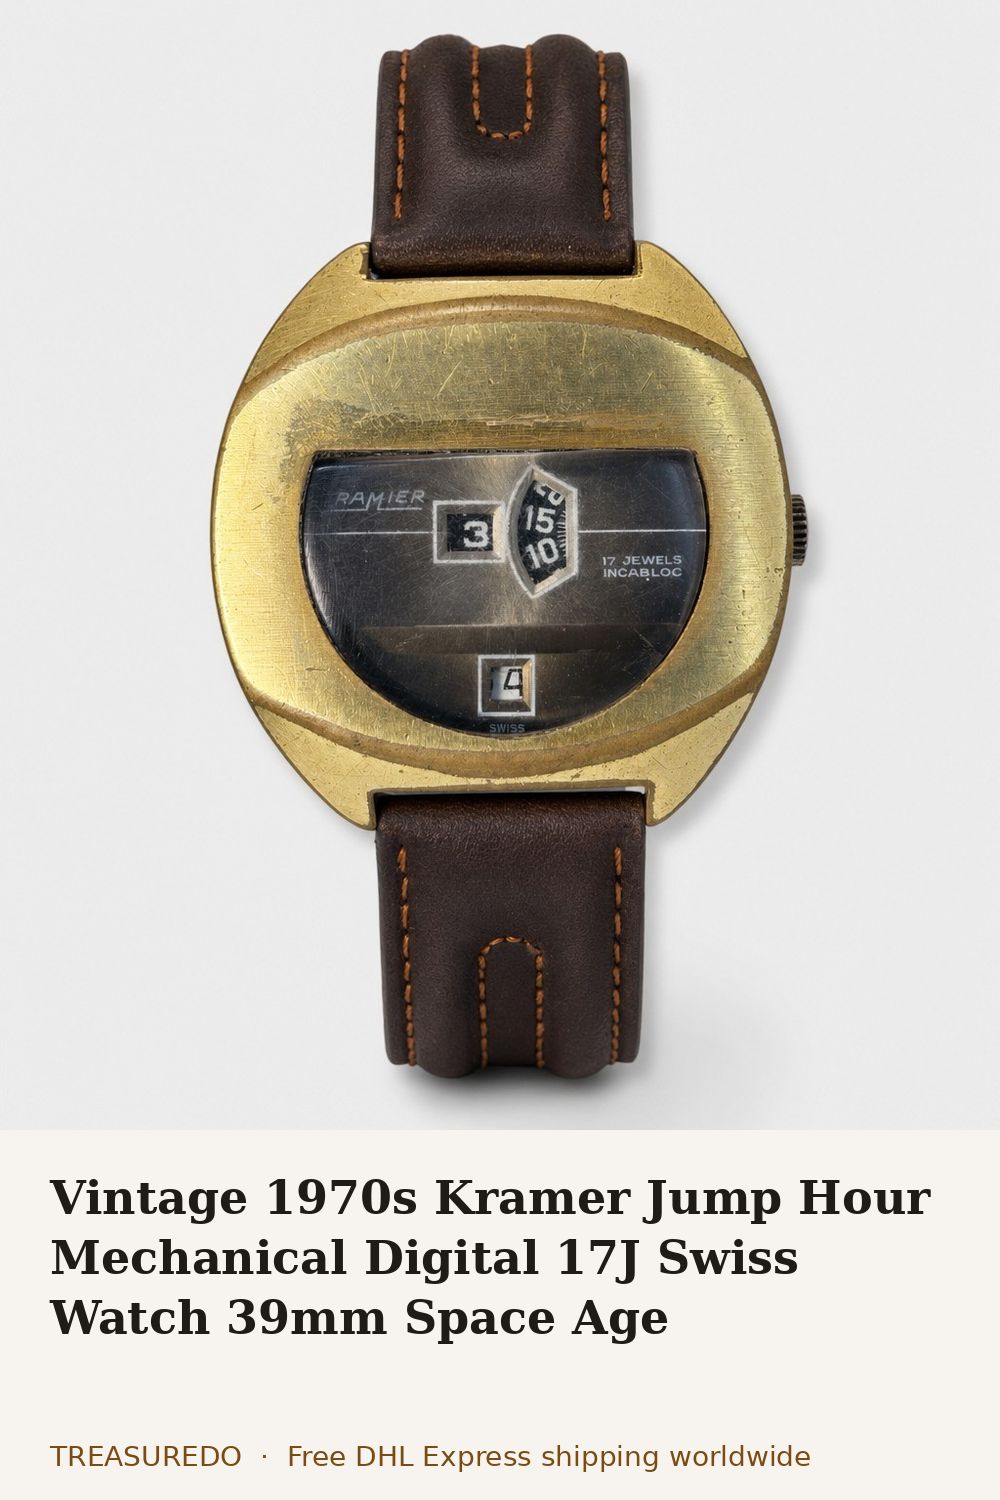 RAMIER
3
15
10
17 JEWELS
INCABLOC
4
SWISS
Vintage 1970s Kramer Jump Hour
Mechanical Digital 17J Swiss
Watch 39mm Space Age
TREASUREDO · Free DHL Express shipping worldwide